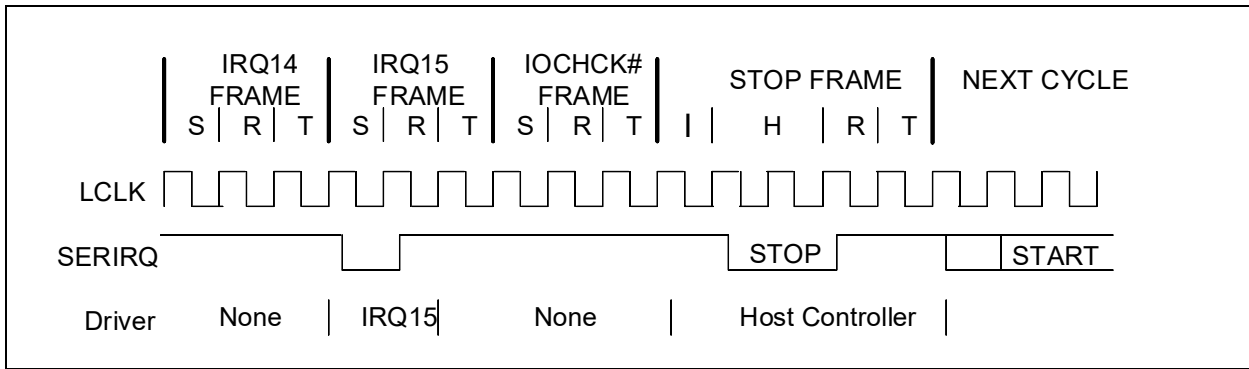 IRQ14 IRQ15 IOCHCK#
FRAME FRAME FRAME STOP FRAME NEXT CYCLE
S R T S R T S R T I H R T
LCLK
SERIRQ STOP START
Driver None IRQ15 None Host Controller